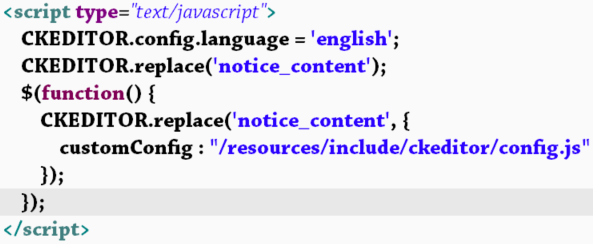 <script type="text/javascript">
CKEDITOR.config.language = 'english';
CKEDITOR.replace('notice_content');
$(function() {
CKEDITOR.replace('notice_content', {
customConfig : "/resources/include/ckeditor/config.js"
});
});
</script>